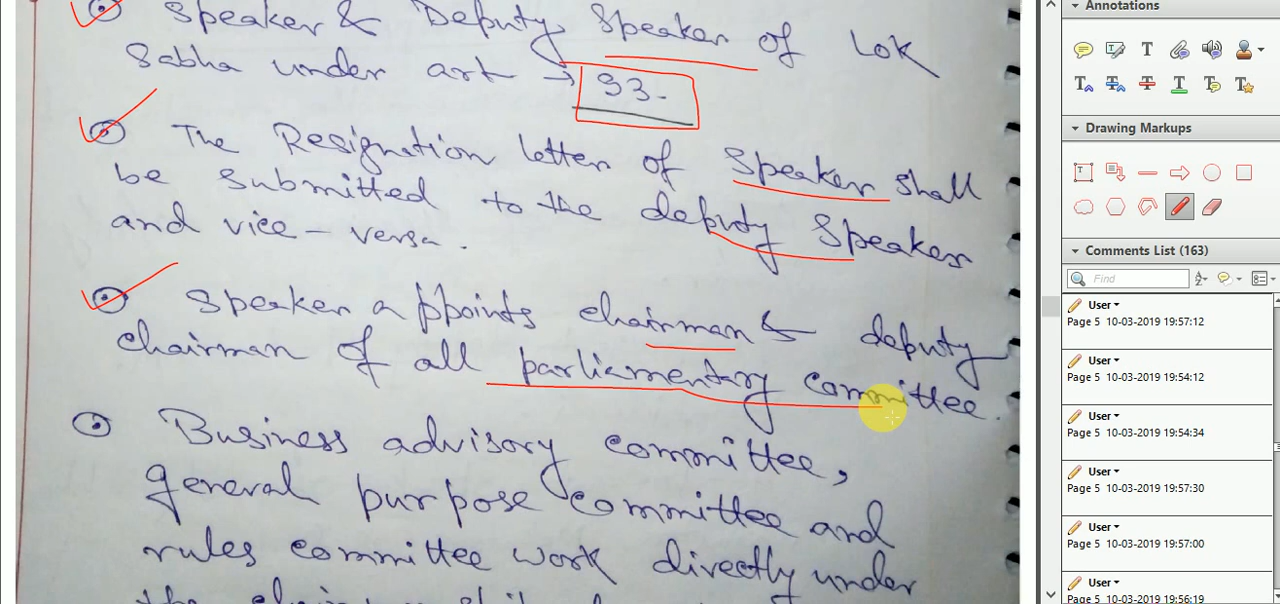 Speaker & Deputy Speaker of Lok
Sabha under art → 93-
The Resignation letter of Speaker shall
be submitted to the deputy Speaker
and vice-versa.
Speaker appoints chairman & deputy
chairman of all parliamentary committee.
Business advisory committee,
general purpose committee and
rules committee work directly under
the
Annotations
Drawing Markups
Comments List (163)
Find
User
Page 5 10-03-2019 19:57:12
User
Page 5 10-03-2019 19:54:12
User
Page 5 10-03-2019 19:54:34
User
Page 5 10-03-2019 19:57:30
User
Page 5 10-03-2019 19:57:00
User
Page 5 10-03-2019 19:56:19